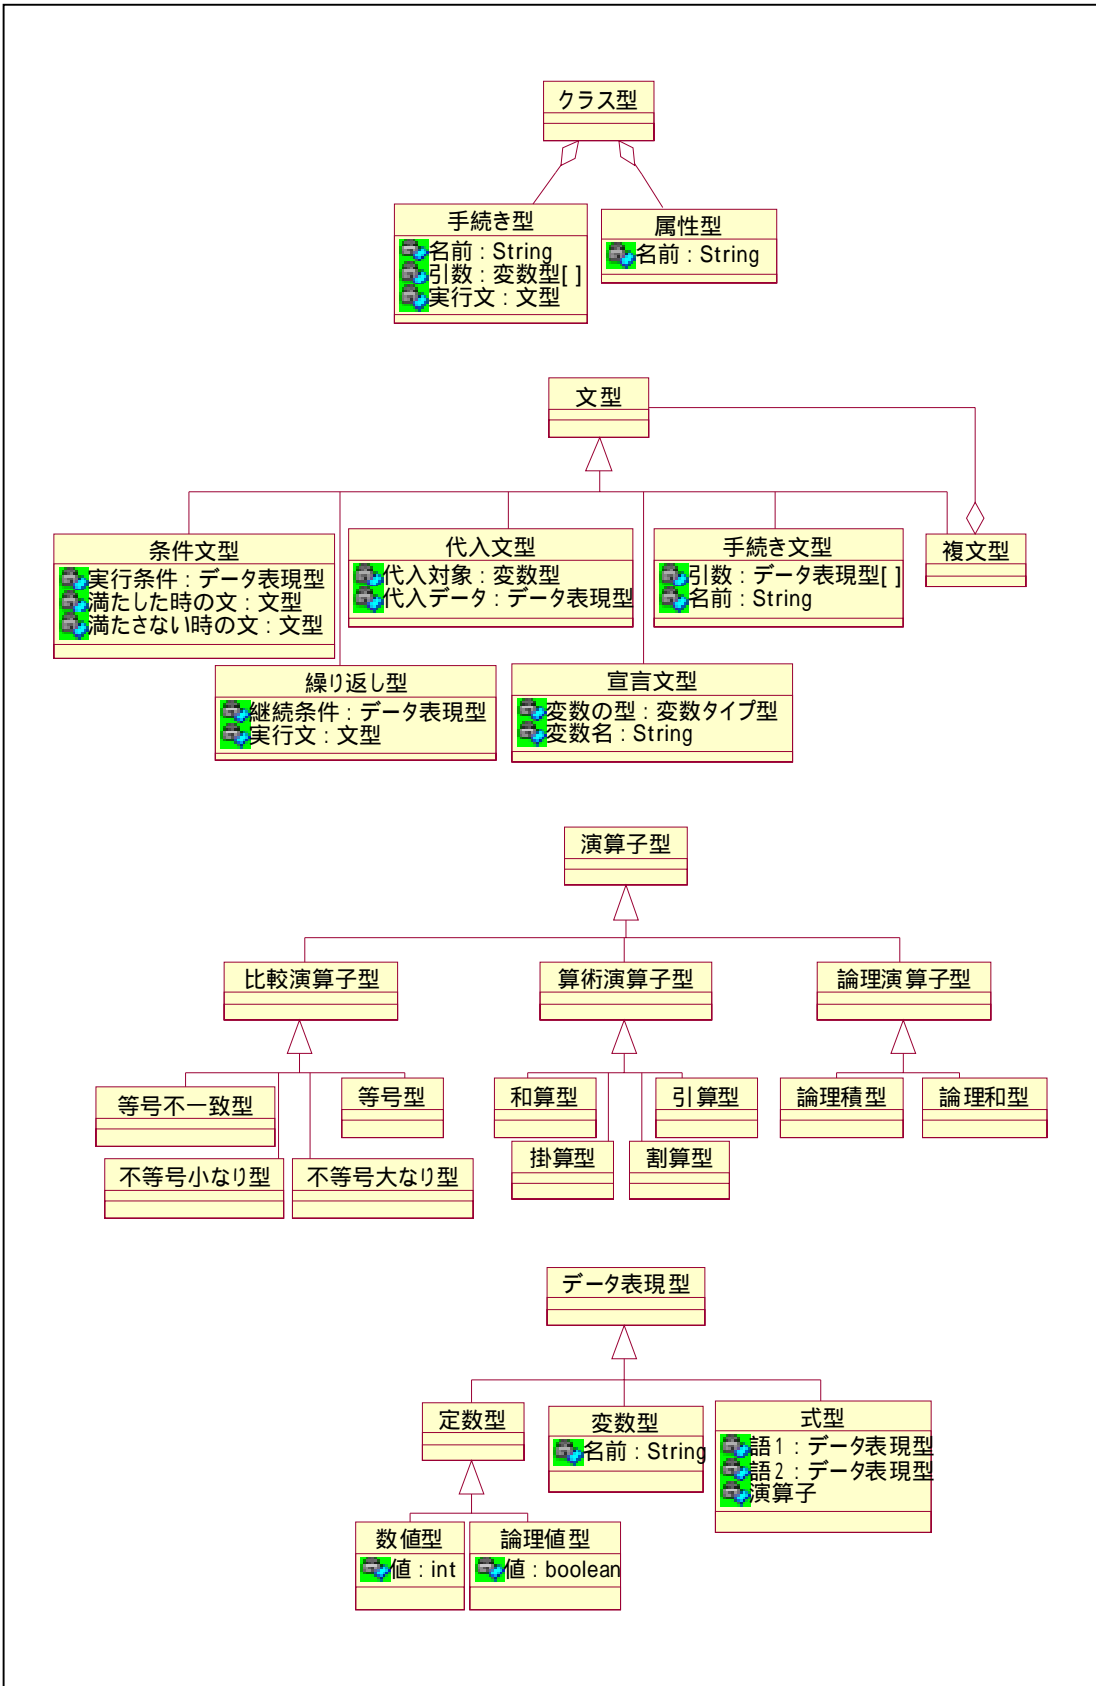 クラス型
手続き型
名前 : String
引数 : 変数型[ ]
実行文 : 文型
属性型
名前 : String
文型
条件文型
実行条件 : データ表現型
満たした時の文 : 文型
満たさない時の文 : 文型
代入文型
代入対象 : 変数型
代入データ : データ表現型
手続き文型
引数 : データ表現型[ ]
名前 : String
複文型
繰り返し型
継続条件 : データ表現型
実行文 : 文型
宣言文型
変数の型 : 変数タイプ型
変数名 : String
演算子型
比較演算子型
算術演算子型
論理演算子型
等号不一致型
等号型
和算型
引算型
論理積型
論理和型
不等号小なり型
不等号大なり型
掛算型
割算型
データ表現型
定数型
変数型
名前 : String
式型
語1 : データ表現型
語2 : データ表現型
演算子
数値型
値 : int
論理値型
値 : boolean